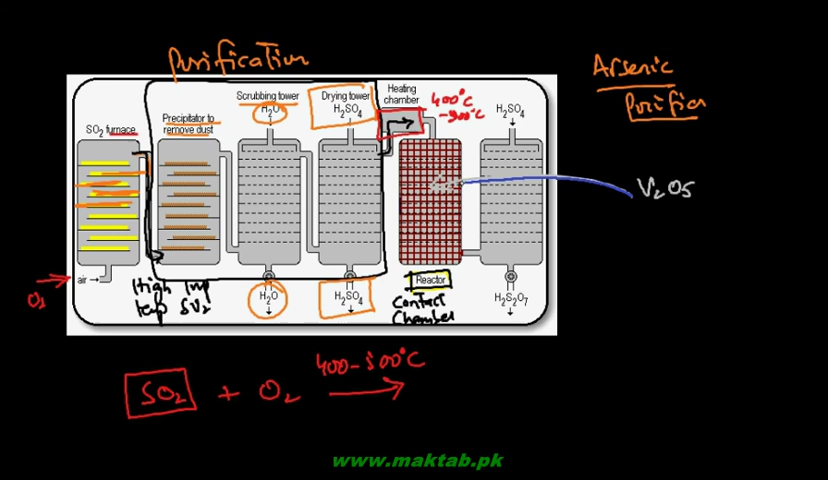 Purification
Arsenic
Purifier
Scrubbing tower
H2O
Drying tower
H2SO4
Heating
chamber
400°C
-500°C
H2SO4
Precipitator to
remove dust
SO2 furnace
V2O5
air →
O2
High Imp
temp SO2
H2O
H2SO4
Reactor
Contact
Chamber
H2S2O7
SO2 + O2 400-500°C →
www.maktab.pk